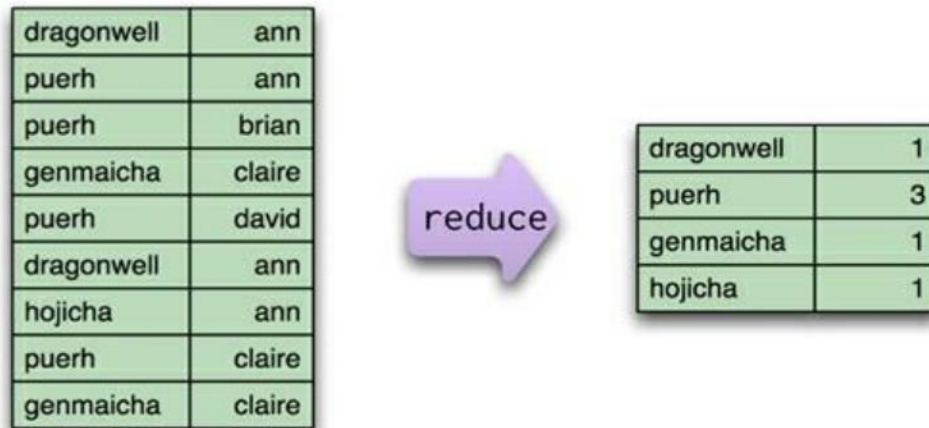 dragonwell ann
puerh ann
puerh brian
genmaicha claire
puerh david
dragonwell ann
hojicha ann
puerh claire
genmaicha claire
reduce
dragonwell 1
puerh 3
genmaicha 1
hojicha 1